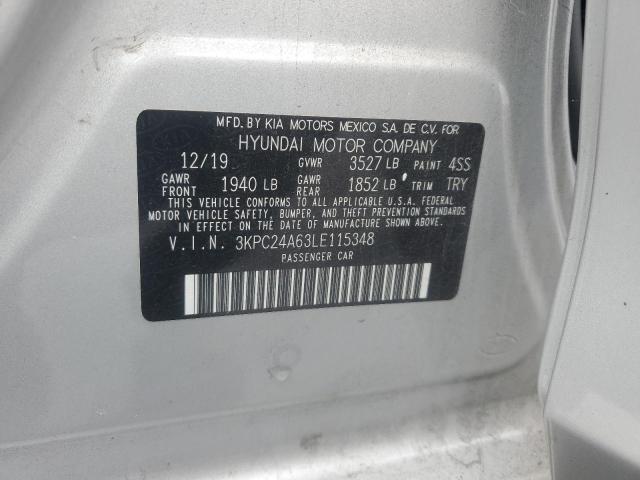 MFD. BY KIA MOTORS MEXICO S.A. DE C.V. FOR
HYUNDAI MOTOR COMPANY
12/19 GVWR 3527 LB PAINT 4SS
GAWR FRONT 1940 LB GAWR REAR 1852 LB TRIM TRY
THIS VEHICLE CONFORMS TO ALL APPLICABLE U.S.A. FEDERAL
MOTOR VEHICLE SAFETY, BUMPER, AND THEFT PREVENTION STANDARDS
IN EFFECT ON THE DATE OF MANUFACTURE SHOWN ABOVE.
V.I.N. 3KPC24A63LE115348
PASSENGER CAR